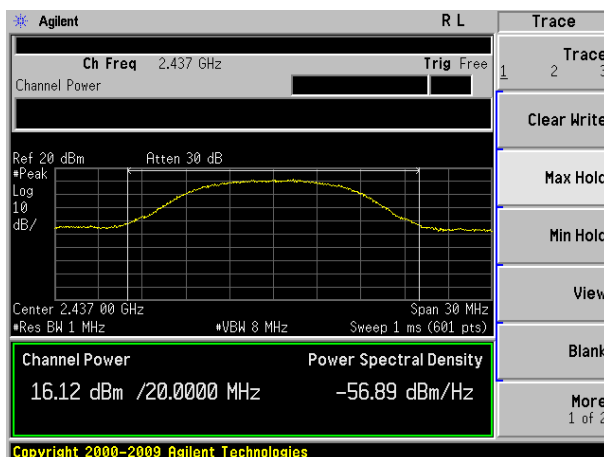 Agilent R L Trace
Ch Freq 2.437 GHz Trig Free
Channel Power
Trace
1 2 3
Clear Write
Max Hold
Min Hold
View
Blank
More
1 of 2
Ref 20 dBm Atten 30 dB
#Peak
Log
10
dB/
Center 2.437 00 GHz Span 30 MHz
#Res BW 1 MHz #VBW 8 MHz Sweep 1 ms (601 pts)
Channel Power Power Spectral Density
16.12 dBm /20.0000 MHz -56.89 dBm/Hz
Copyright 2000-2009 Agilent Technologies